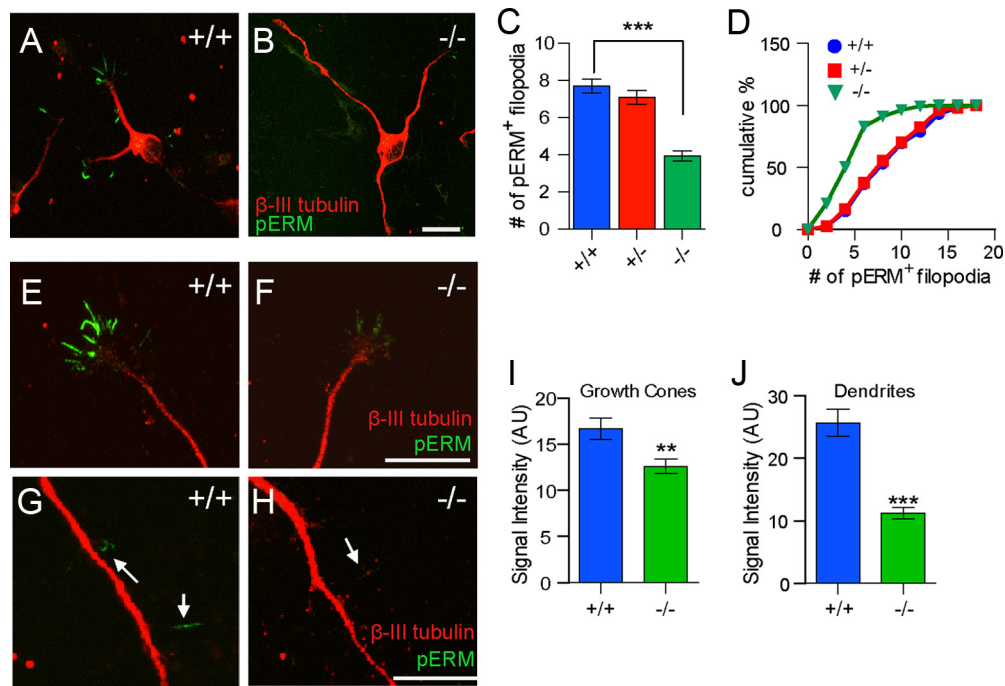 A
+/+
B
-/-
β-III tubulin
pERM
C
***
# of pERM+ filopodia
10
8
6
4
2
0
+/+
+/-
-/-
D
+/+
+/-
-/-
cumulative %
150
100
50
0
0
5
10
15
20
# of pERM+ filopodia
E
+/+
F
-/-
β-III tubulin
pERM
G
+/+
H
-/-
β-III tubulin
pERM
I
Growth Cones
Signal Intensity (AU)
20
15
10
5
0
**
+/+
-/-
J
Dendrites
Signal Intensity (AU)
30
20
10
0
***
+/+
-/-